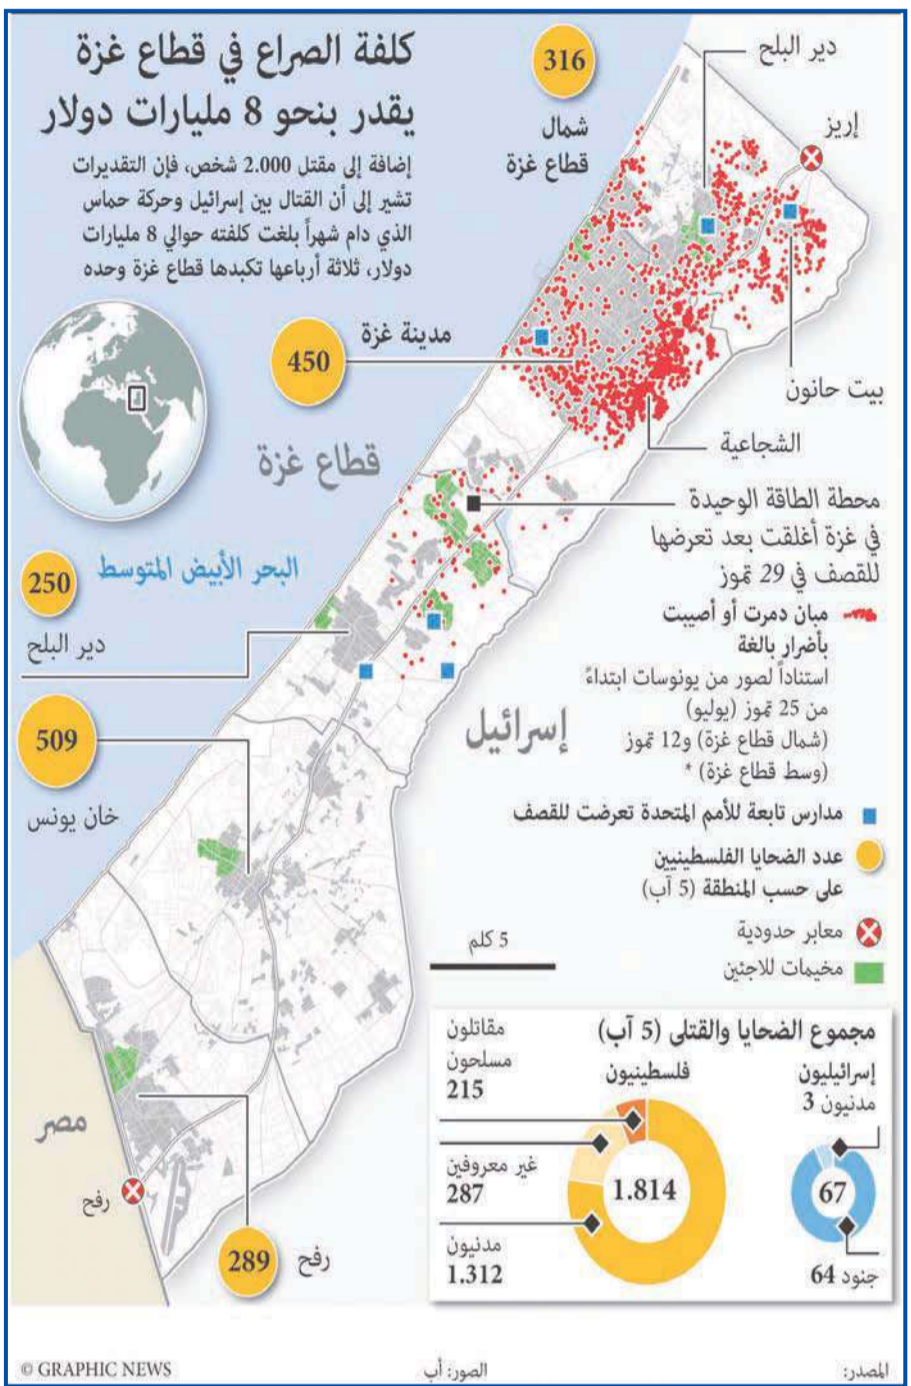 كلفة الصراع في قطاع غزة
يقدر بنحو 8 مليارات دولار
إضافة إلى مقتل 2.000 شخص، فإن التقديرات
تشير إلى أن القتال بين إسرائيل وحركة حماس
الذي دام شهراً بلغت كلفته حوالي 8 مليارات
دولار، ثلاثة أرباعها تكبدها قطاع غزة وحده
316
شمال
قطاع غزة
دير البلح
إريز
مدينة غزة
450
بيت حانون
الشجاعية
قطاع غزة
محطة الطاقة الوحيدة
في غزة أغلقت بعد تعرضها
للقصف في 29 تموز
البحر الأبيض المتوسط
250
دير البلح
مبان دمرت أو أصيبت
بأضرار بالغة
استناداً لصور من يونوسات ابتداءً
من 25 تموز (يوليو)
(شمال قطاع غزة) و12 تموز
(وسط قطاع غزة) *
إسرائيل
509
خان يونس
مدارس تابعة للأمم المتحدة تعرضت للقصف
عدد الضحايا الفلسطينيين
على حسب المنطقة (5 آب)
معابر حدودية
مخيمات للاجئين
5 كلم
مصر
رفح
289
رفح
مجموع الضحايا والقتلى (5 آب)
إسرائيليون
مدنيون 3
67
جنود 64
فلسطينيون
1.814
مقاتلون
مسلحون
215
غير معروفين
287
مدنيون
1.312
المصدر:
الصور: أب
© GRAPHIC NEWS